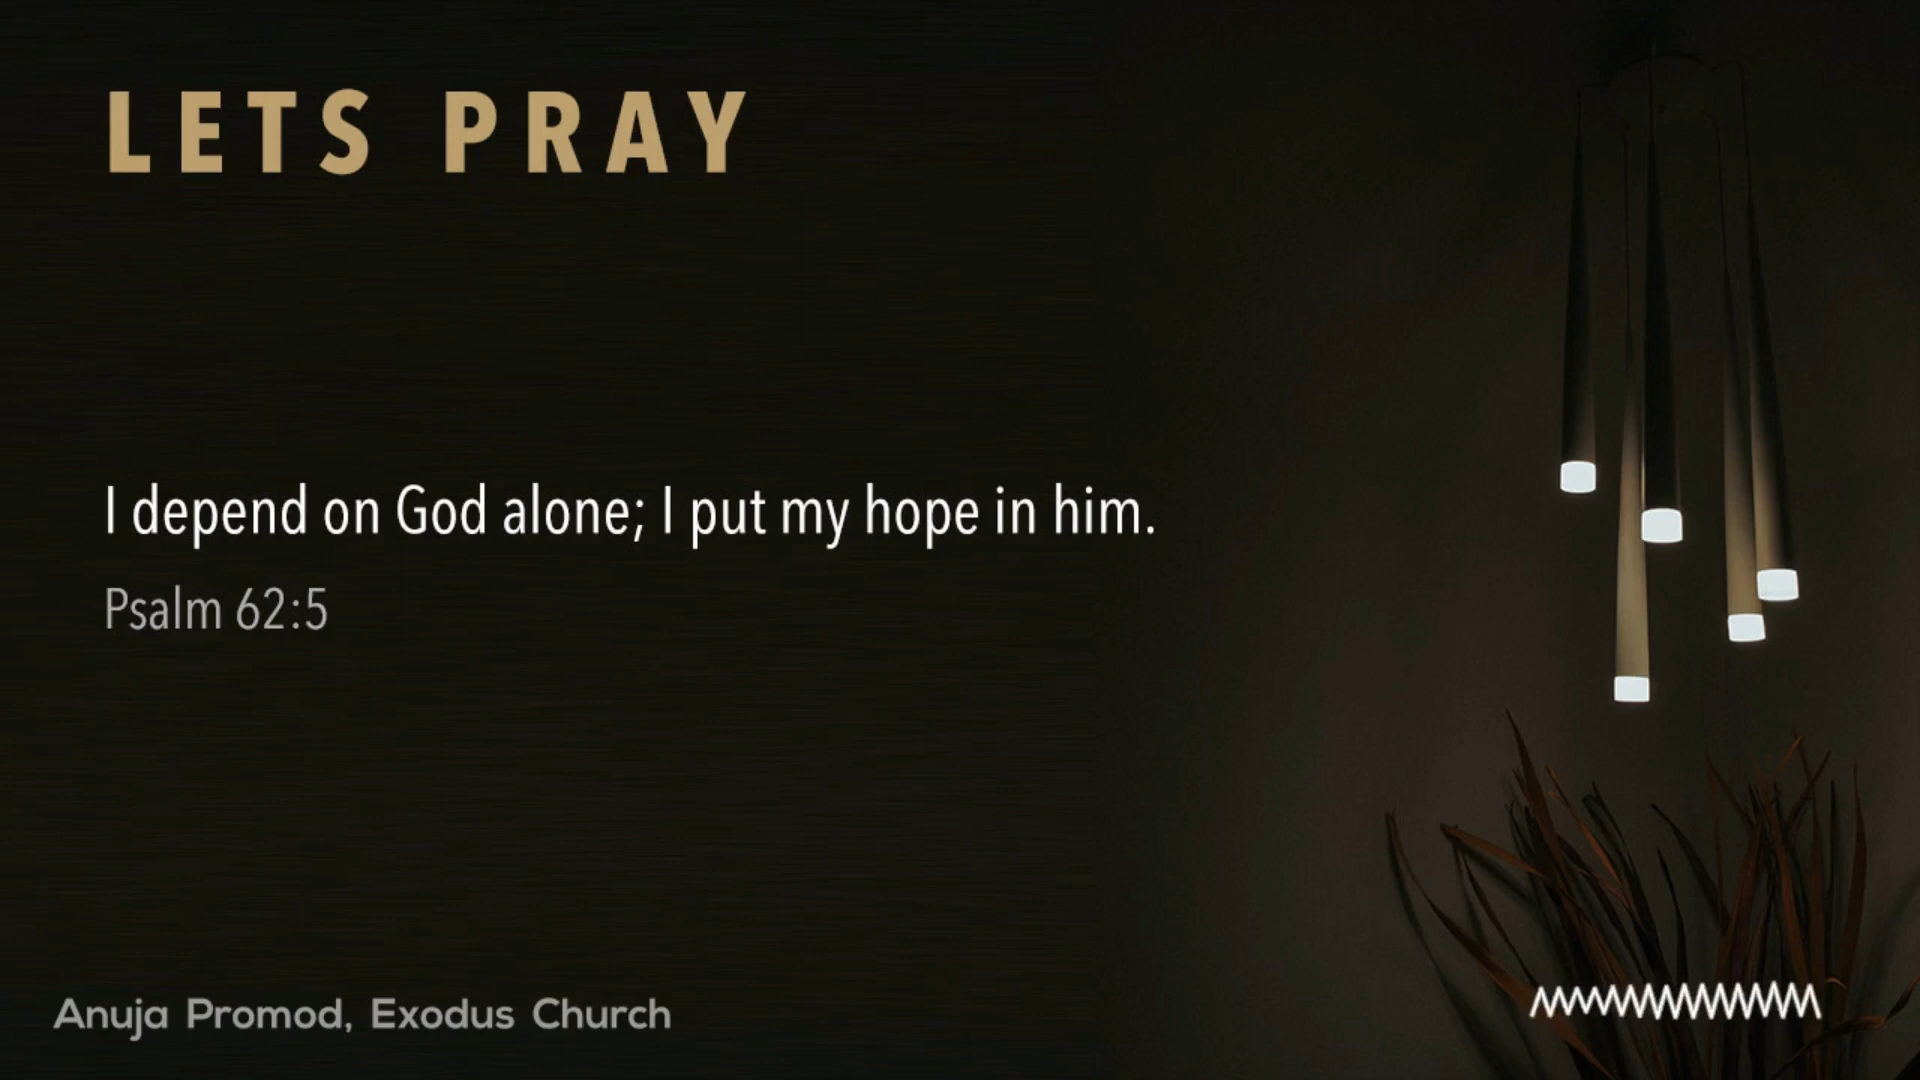 LETS PRAY
I depend on God alone; I put my hope in him.
Psalm 62:5
Anuja Promod, Exodus Church